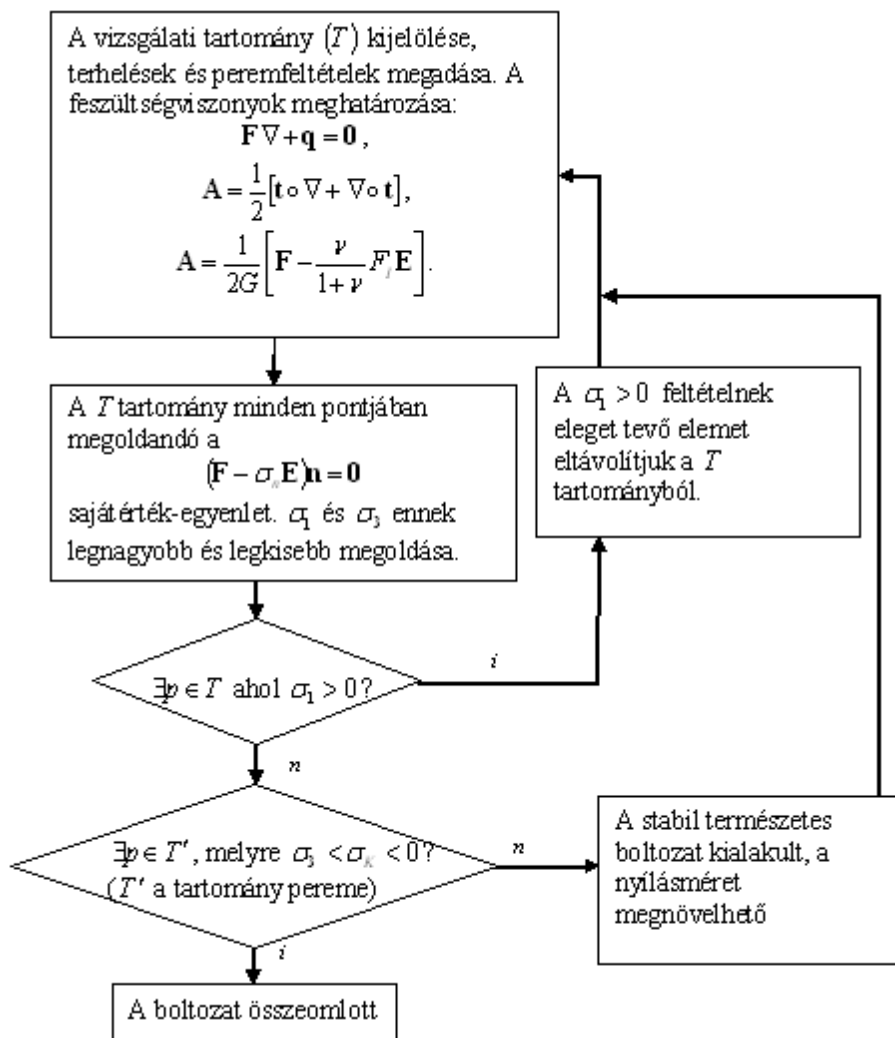 A vizsgálati tartomány (T) kijelölése,
terhelések és peremfeltételek megadása. A
feszültségviszonyok meghatározása:
F∇ + q = 0 ,
A = 1/2 [t∘∇ + ∇∘t],
A = 1/2G [F − ν/(1+ν) F_I E].
A T tartomány minden pontjában
megoldandó a
(F − σ_n E)n = 0
sajátérték-egyenlet. σ₁ és σ₃ ennek
legnagyobb és legkisebb megoldása.
A σ₁ > 0 feltételnek
eleget tevő elemet
eltávolítjuk a T
tartományból.
∃p ∈ T ahol σ₁ > 0?
i
n
∃p ∈ T′, melyre σ₃ < σ_K < 0?
(T′ a tartomány pereme)
n
i
A stabil természetes
boltozat kialakult, a
nyílásméret
megnövelhető
A boltozat összeomlott